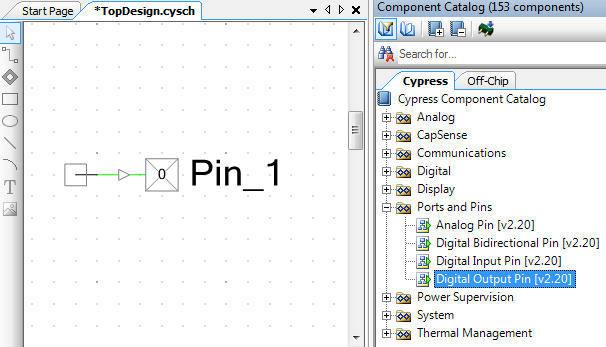 Start Page
*TopDesign.cysch
0
Pin_1
T
Component Catalog (153 components)
Search for...
Cypress
Off-Chip
Cypress Component Catalog
Analog
CapSense
Communications
Digital
Display
Ports and Pins
Analog Pin [v2.20]
Digital Bidirectional Pin [v2.20]
Digital Input Pin [v2.20]
Digital Output Pin [v2.20]
Power Supervision
System
Thermal Management